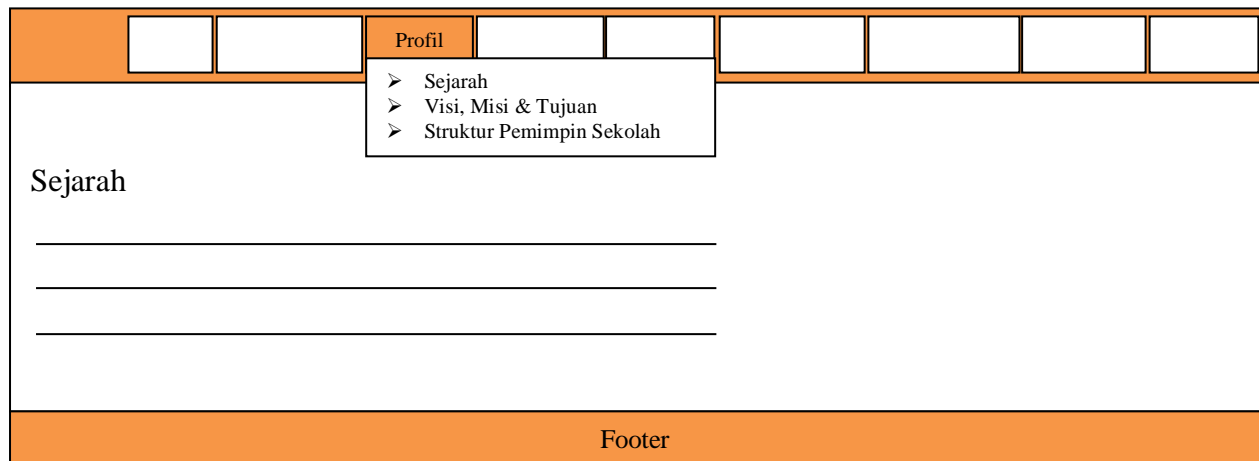 Profil
➢ Sejarah
➢ Visi, Misi & Tujuan
➢ Struktur Pemimpin Sekolah
Sejarah
Footer